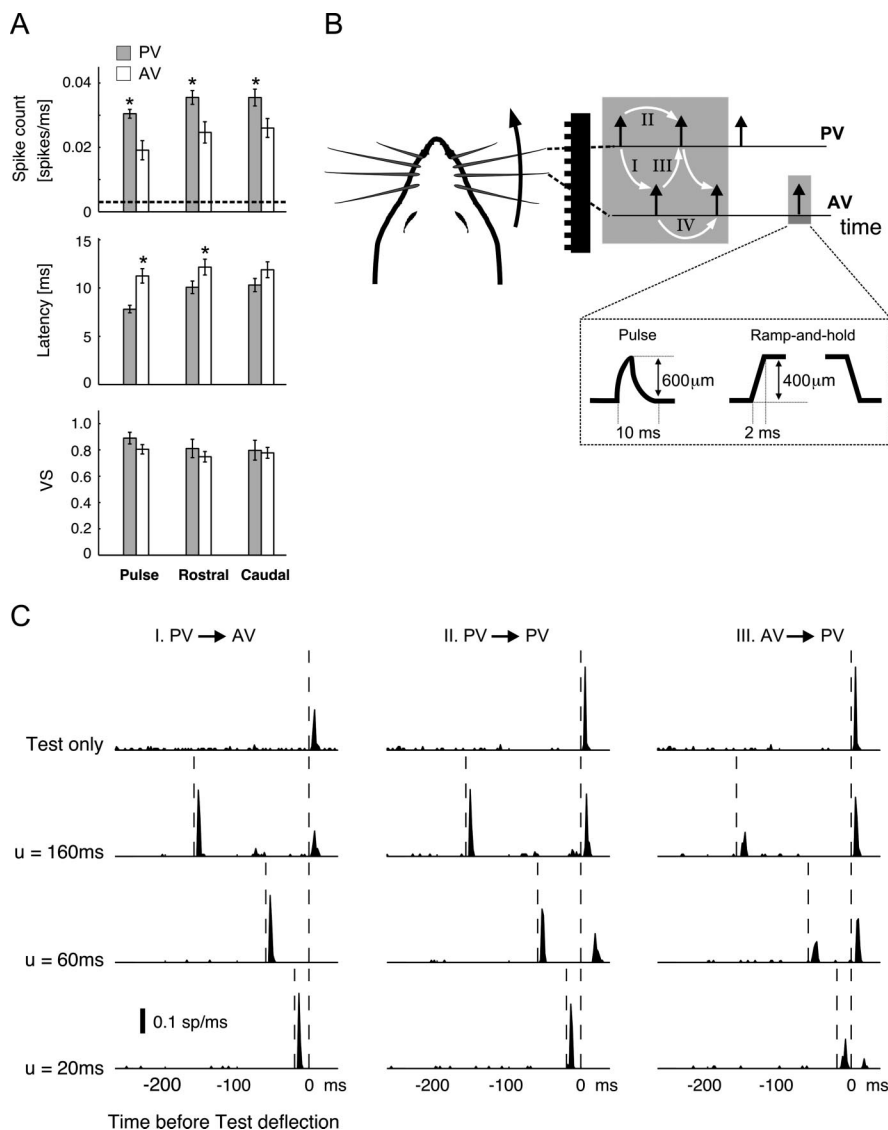 A
PV
AV
Spike count
[spikes/ms]
0.04
0.02
0
* * *
Latency [ms]
15
10
5
0
* *
VS
1.0
0.8
0.6
0.4
0.2
0
Pulse Rostral Caudal
B
I II III IV
PV
AV
time
Pulse
600μm
10 ms
Ramp-and-hold
400μm
2 ms
C
I. PV → AV
II. PV → PV
III. AV → PV
Test only
u = 160ms
u = 60ms
u = 20ms
0.1 sp/ms
-200 -100 0 ms
-200 -100 0 ms
-200 -100 0 ms
Time before Test deflection